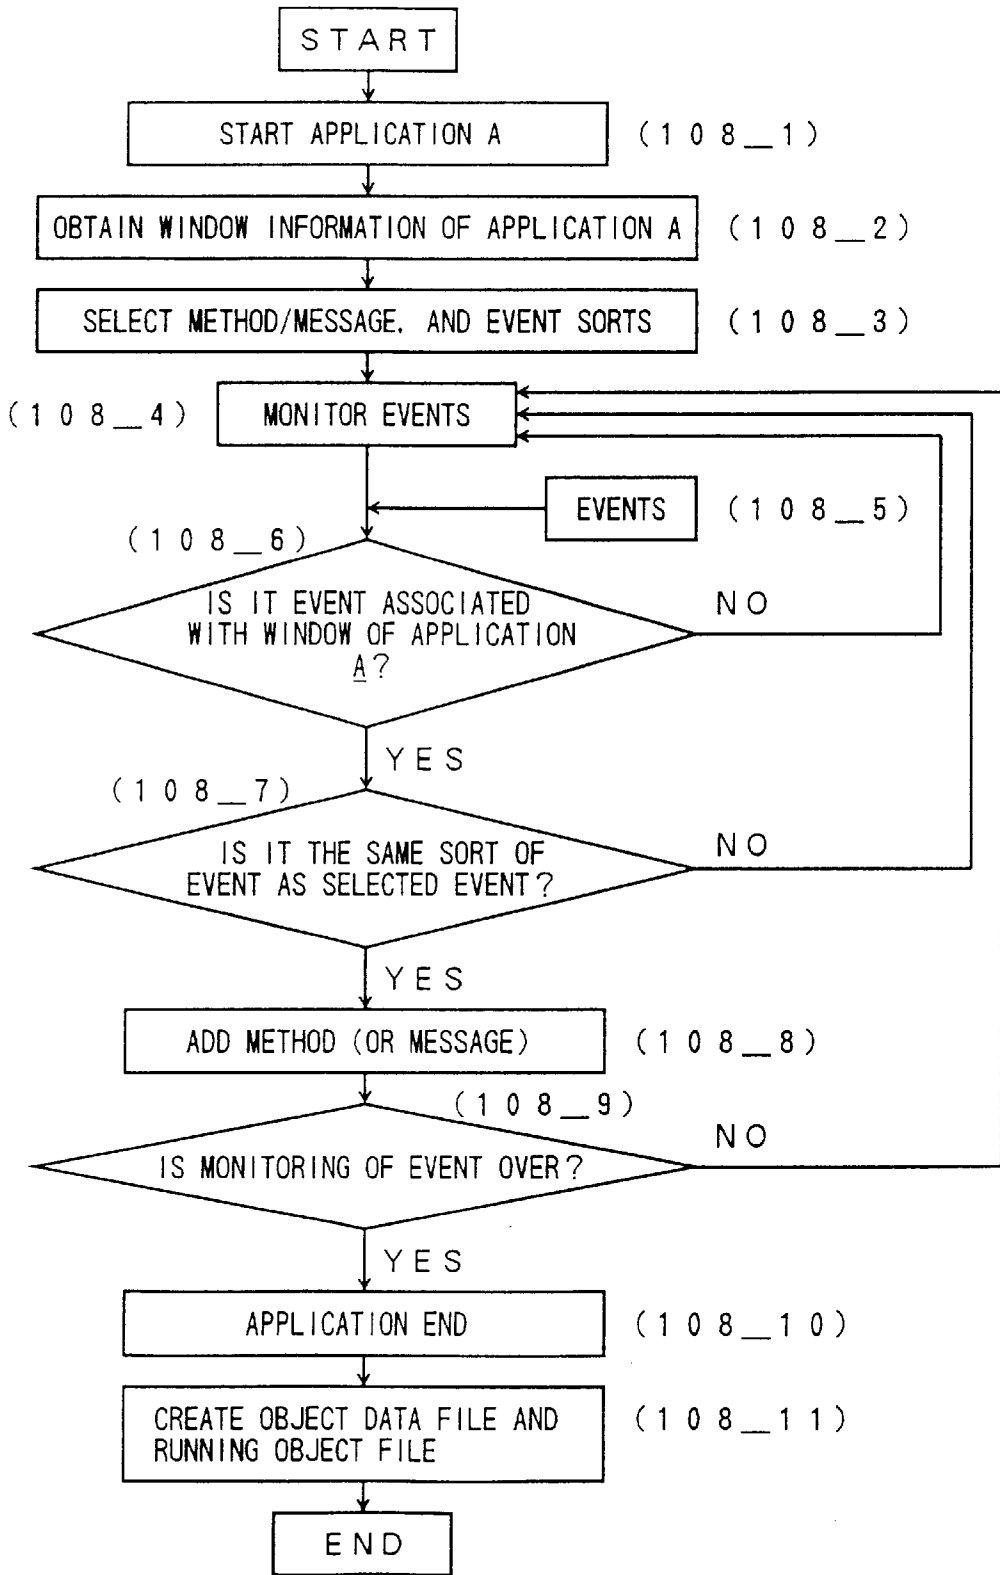 START
START APPLICATION A
(108_1)
OBTAIN WINDOW INFORMATION OF APPLICATION A
(108_2)
SELECT METHOD/MESSAGE. AND EVENT SORTS
(108_3)
(108_4)
MONITOR EVENTS
EVENTS
(108_5)
(108_6)
IS IT EVENT ASSOCIATED
WITH WINDOW OF APPLICATION
A?
NO
YES
(108_7)
IS IT THE SAME SORT OF
EVENT AS SELECTED EVENT?
NO
YES
ADD METHOD (OR MESSAGE)
(108_8)
(108_9)
IS MONITORING OF EVENT OVER?
NO
YES
APPLICATION END
(108_10)
CREATE OBJECT DATA FILE AND
RUNNING OBJECT FILE
(108_11)
END